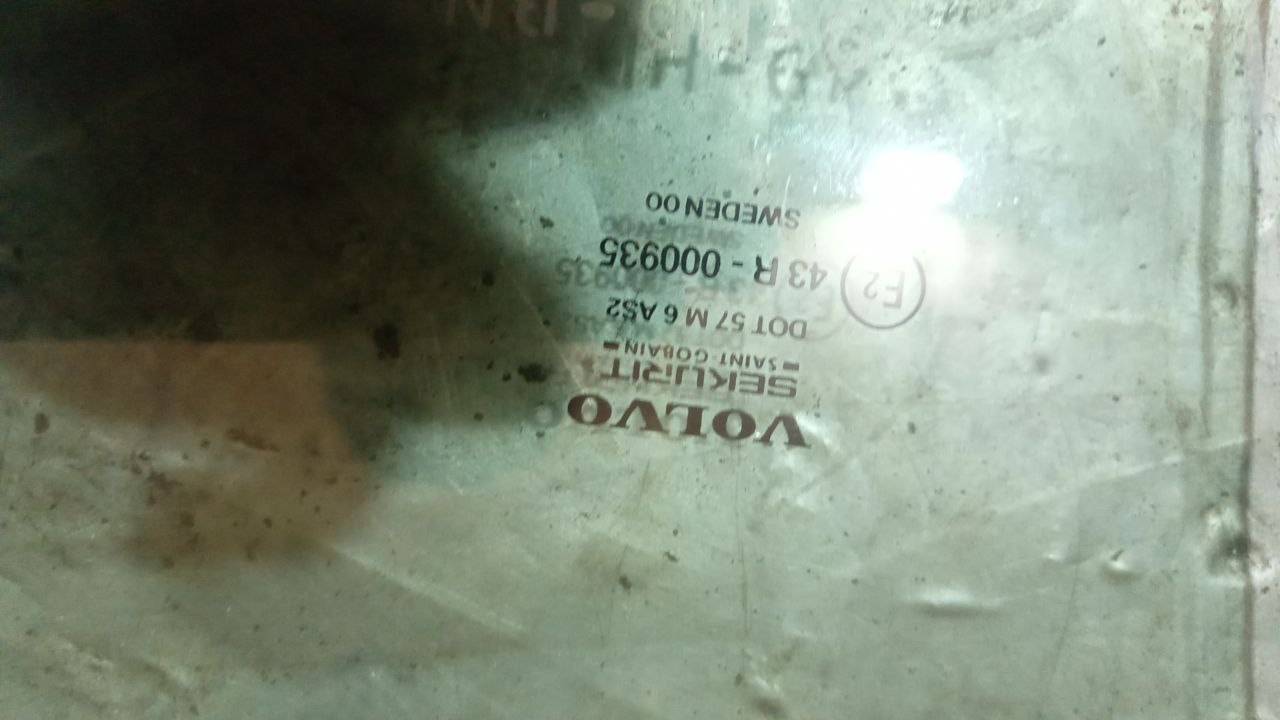 VOLVO
SEKURIT
SAINT-GOBAIN
DOT 57 M 6 AS2
E2 43 R - 000935
SWEDEN 00